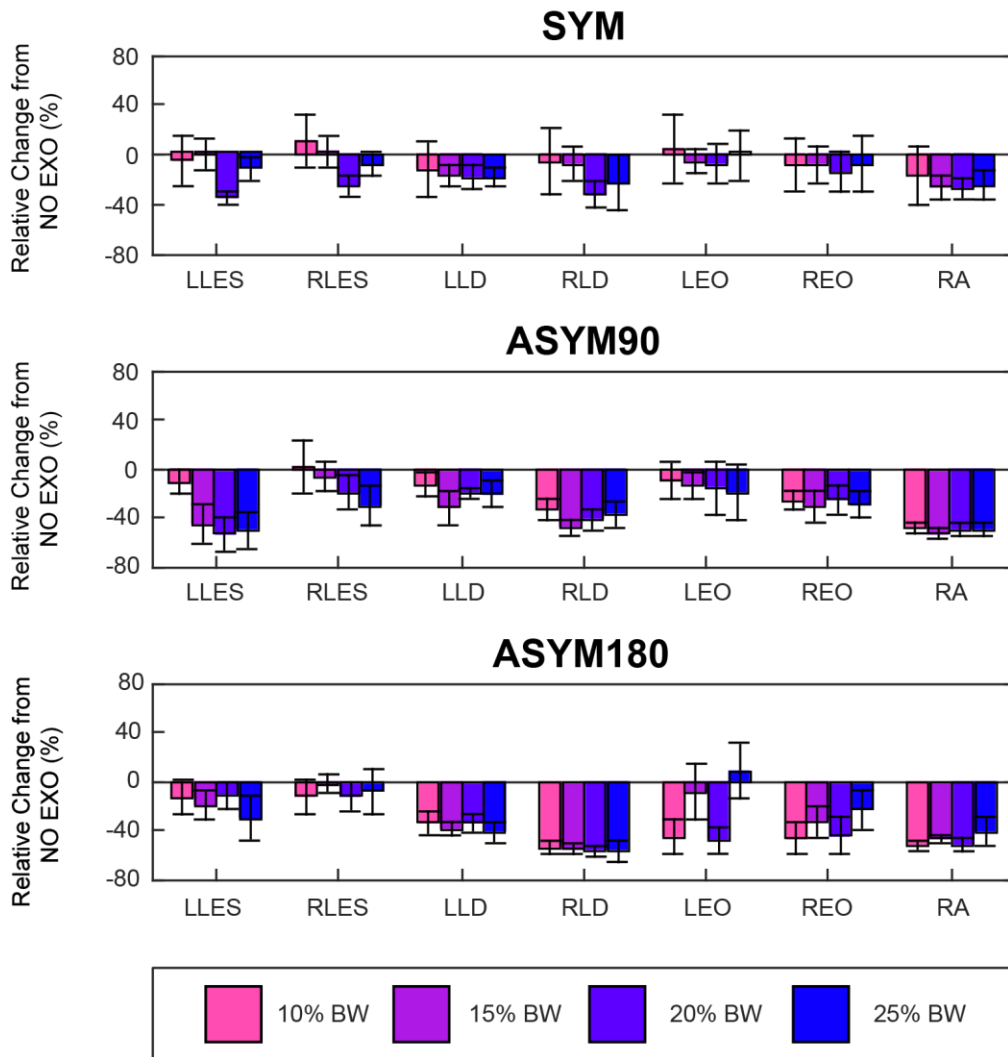 SYM
Relative Change from
NO EXO (%)
80
40
0
-40
-80
LLES RLES LLD RLD LEO REO RA
ASYM90
Relative Change from
NO EXO (%)
80
40
0
-40
-80
LLES RLES LLD RLD LEO REO RA
ASYM180
Relative Change from
NO EXO (%)
80
40
0
-40
-80
LLES RLES LLD RLD LEO REO RA
10% BW 15% BW 20% BW 25% BW